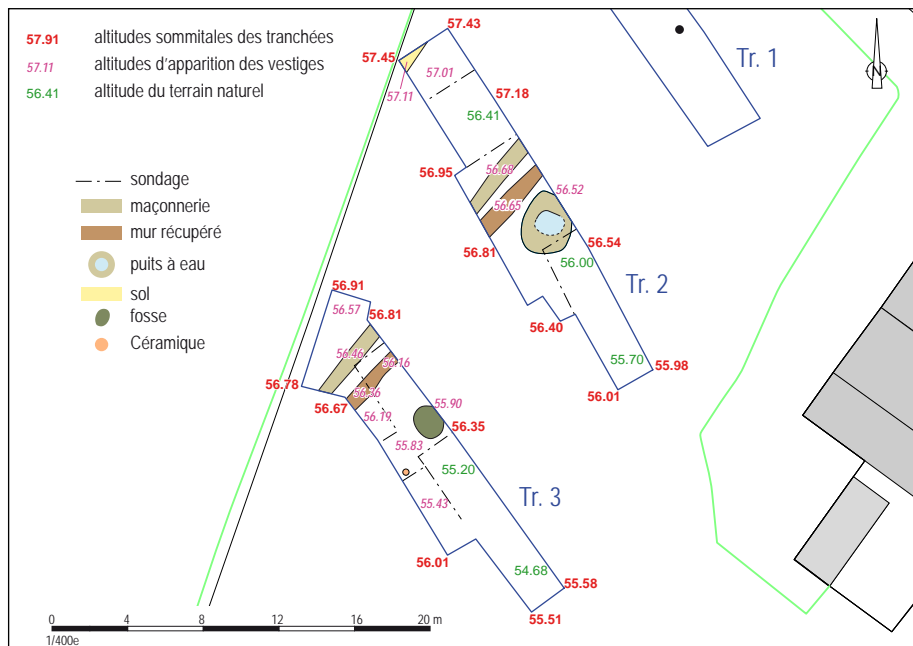 57.91 altitudes sommitales des tranchées
57.11 altitudes d'apparition des vestiges
56.41 altitude du terrain naturel
sondage
maçonnerie
mur récupéré
puits à eau
sol
fosse
Céramique
57.43
57.45
57.01
57.11
57.18
56.41
56.95
56.68
56.65
56.52
56.81
56.54
56.00
56.40
55.70
55.98
56.01
Tr. 1
Tr. 2
N
56.91
56.57
56.81
56.46
56.16
56.78
56.36
56.67
56.19
55.90
56.35
55.83
55.20
55.43
Tr. 3
56.01
54.68
55.58
55.51
0 4 8 12 16 20 m
1/400e